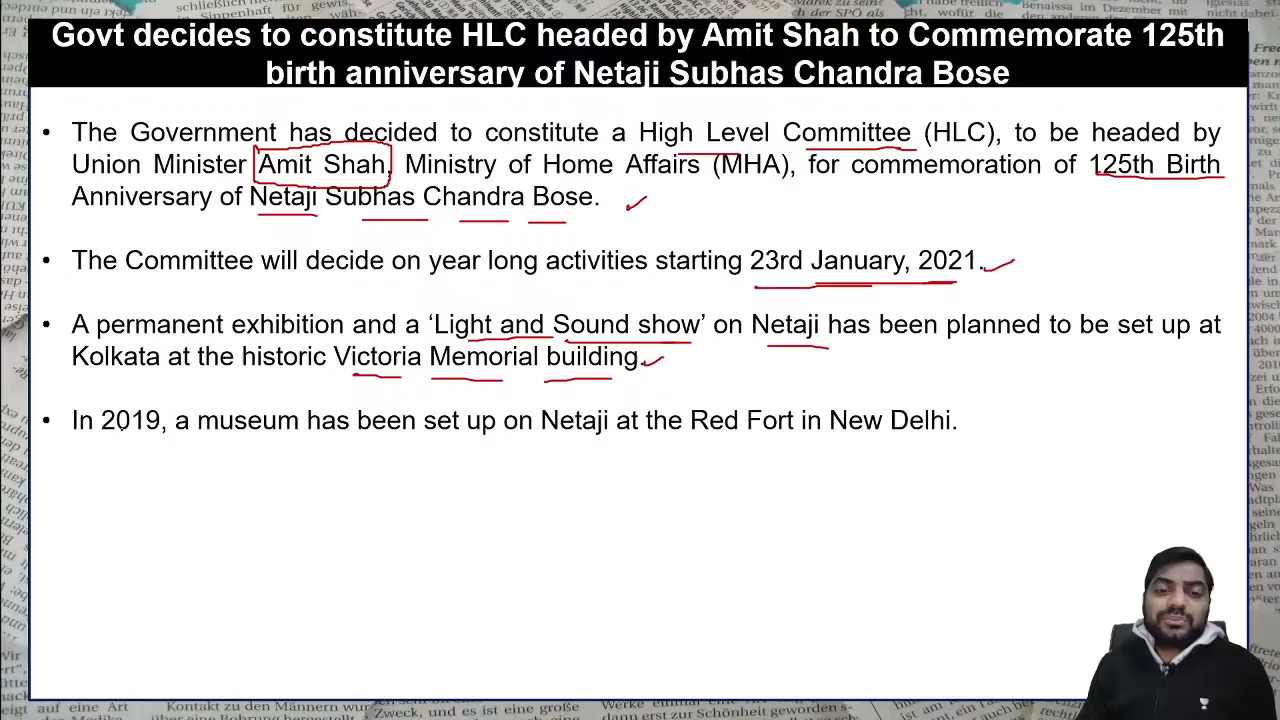 Govt decides to constitute HLC headed by Amit Shah to Commemorate 125th
birth anniversary of Netaji Subhas Chandra Bose
• The Government has decided to constitute a High Level Committee (HLC), to be headed by
Union Minister Amit Shah, Ministry of Home Affairs (MHA), for commemoration of 125th Birth
Anniversary of Netaji Subhas Chandra Bose.
• The Committee will decide on year long activities starting 23rd January, 2021.
• A permanent exhibition and a ‘Light and Sound show’ on Netaji has been planned to be set up at
Kolkata at the historic Victoria Memorial building.
• In 2019, a museum has been set up on Netaji at the Red Fort in New Delhi.